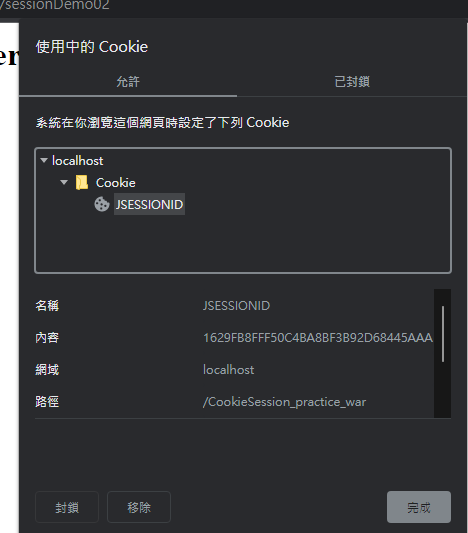 /sessionDemo02
er
使用中的 Cookie
允許 已封鎖
系統在你瀏覽這個網頁時設定了下列 Cookie
localhost
Cookie
JSESSIONID
名稱 JSESSIONID
內容 1629FB8FFF50C4BA8BF3B92D68445AAA
網域 localhost
路徑 /CookieSession_practice_war
封鎖 移除 完成